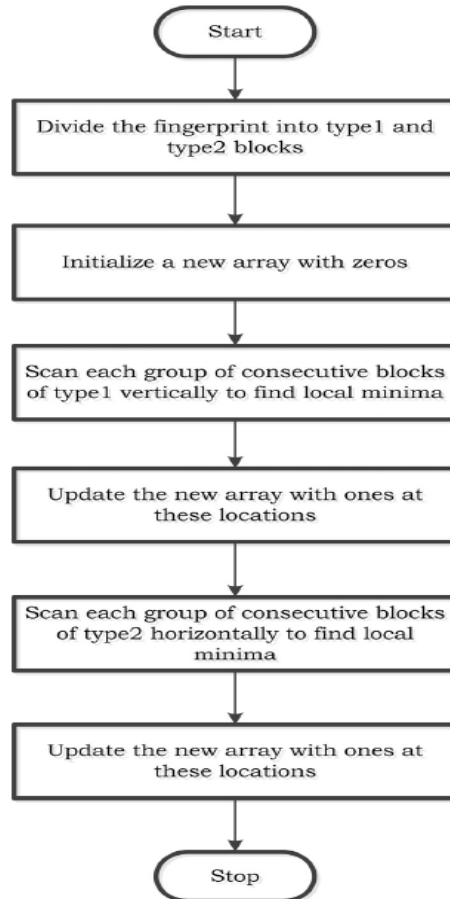 Start
Divide the fingerprint into type1 and
type2 blocks
Initialize a new array with zeros
Scan each group of consecutive blocks
of type1 vertically to find local minima
Update the new array with ones at
these locations
Scan each group of consecutive blocks
of type2 horizontally to find local
minima
Update the new array with ones at
these locations
Stop